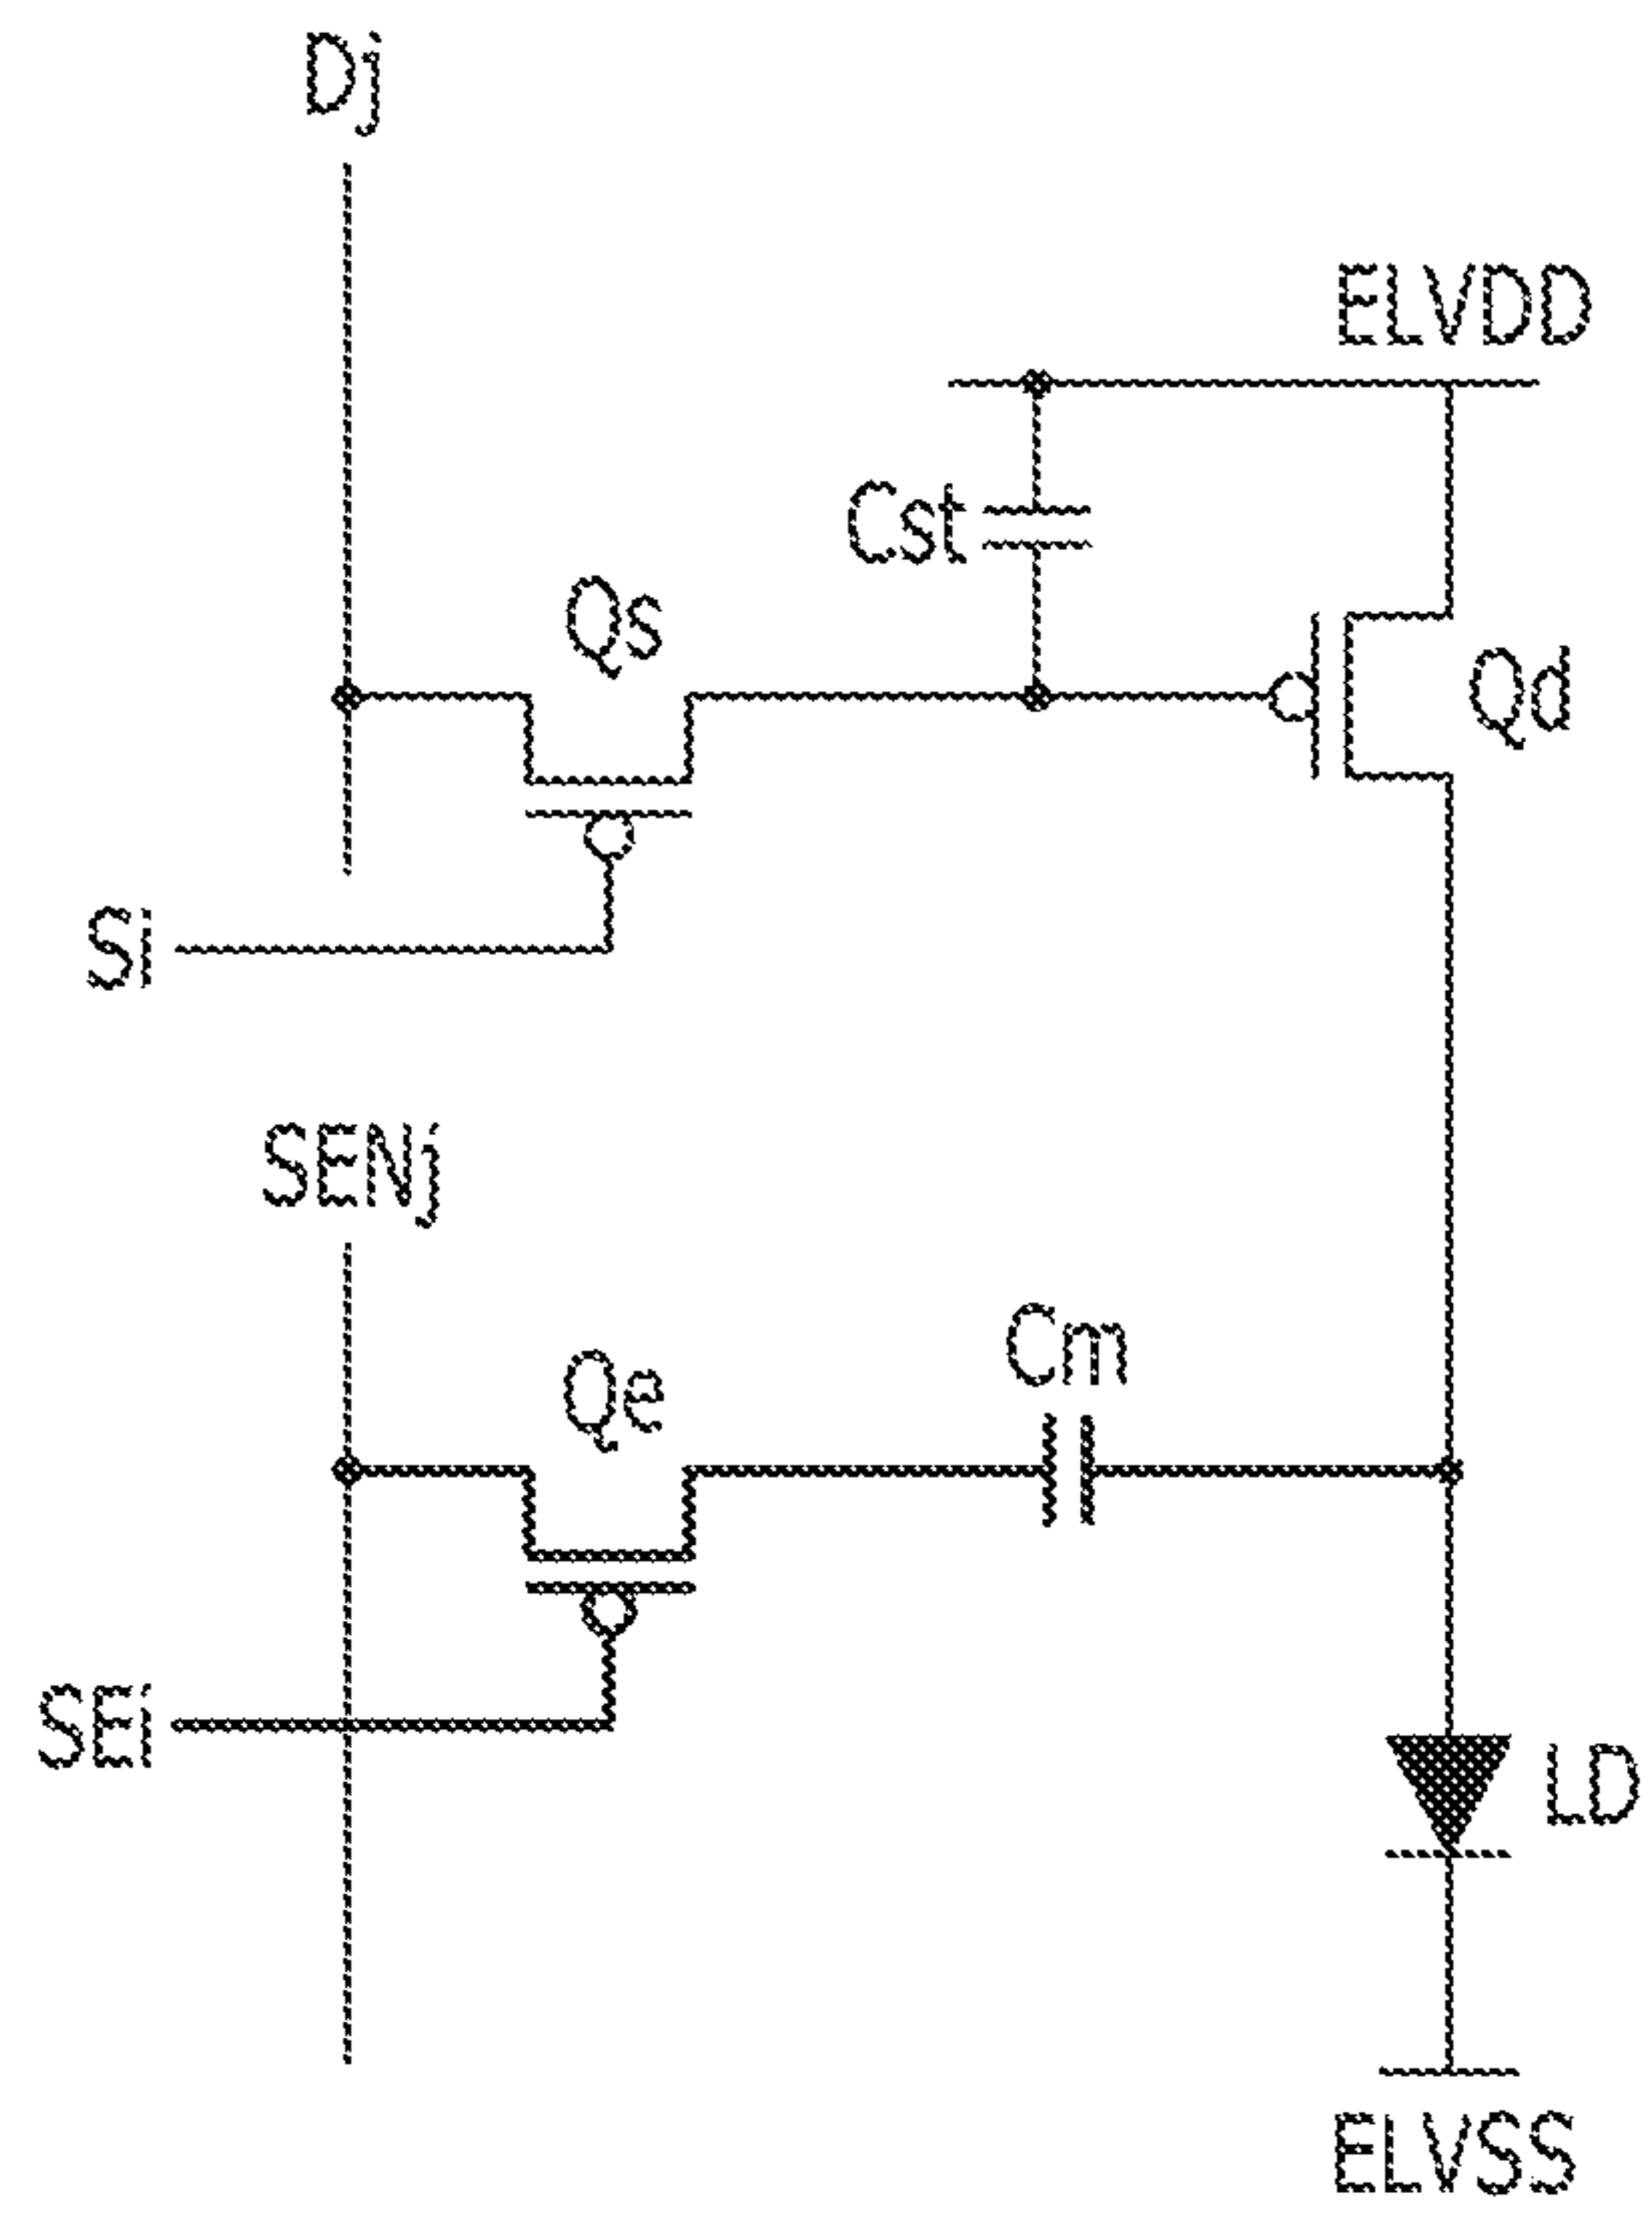 Dj
ELVDD
Cst
Qs
Qd
Si
SENj
Cm
Qe
SEi
LD
ELVSS